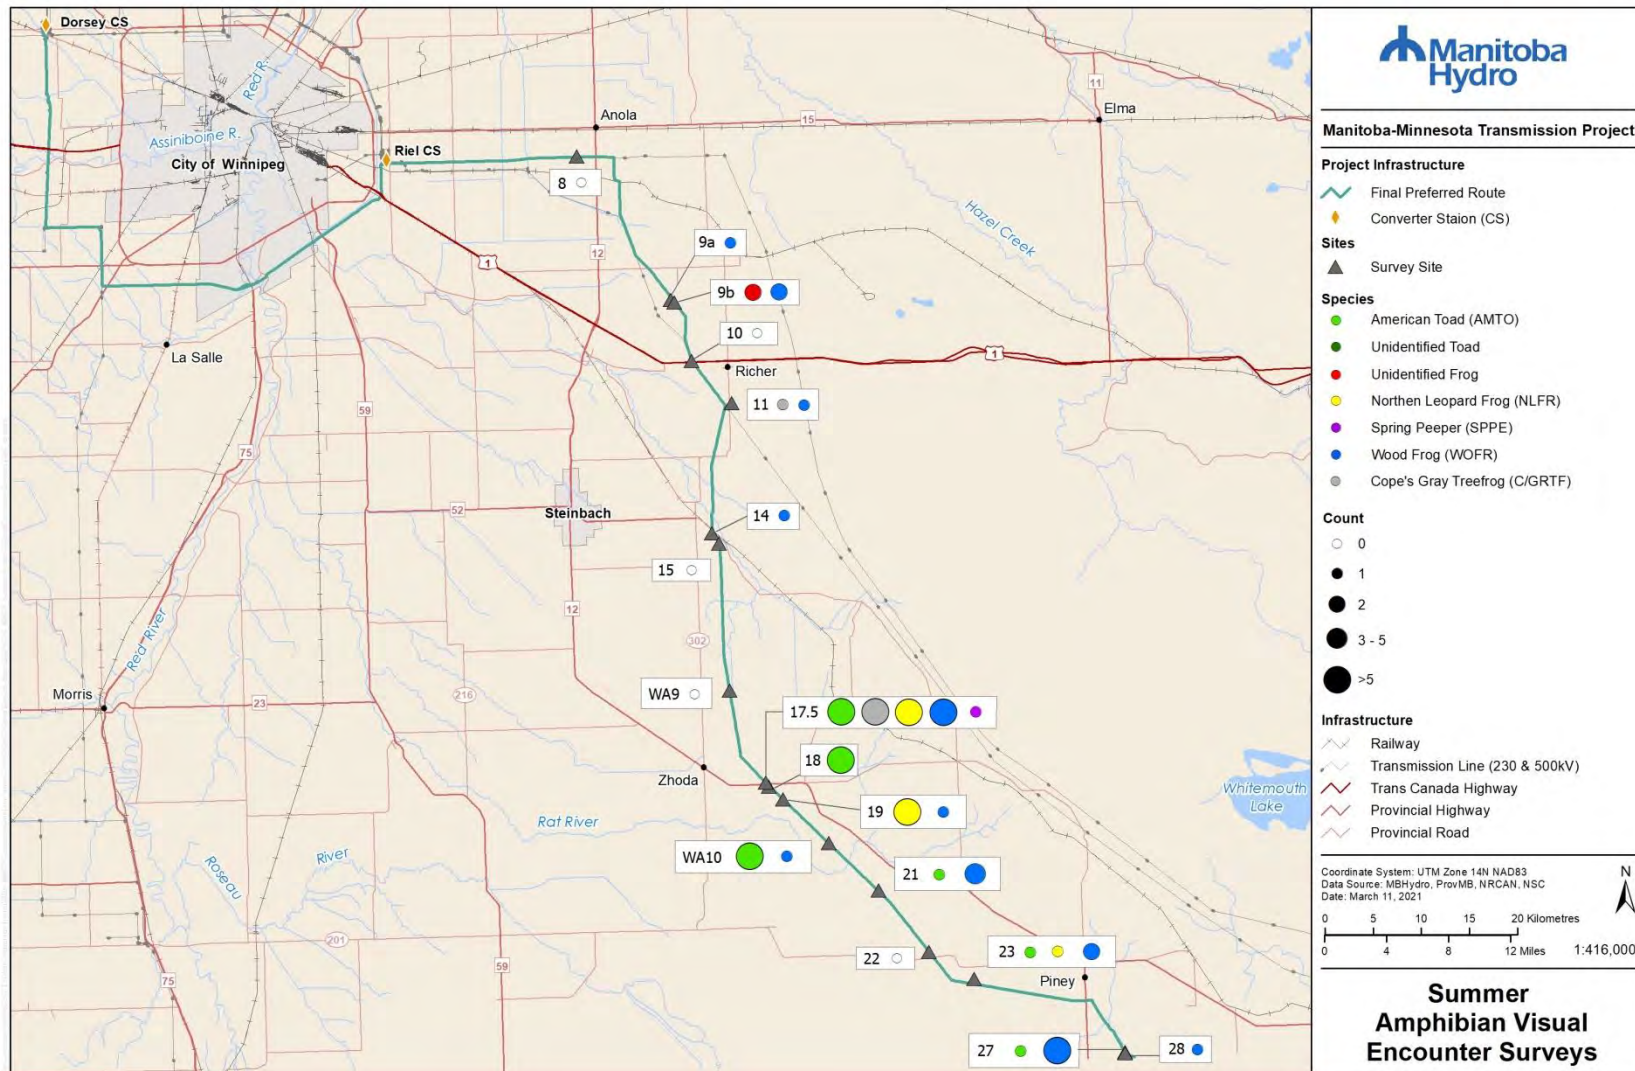 Dorsey CS
Red R.
Assiniboine R.
City of Winnipeg
Riel CS
Anola
15
11
Elma
8
Hazel Creek
12
1
9a
9b
10
1
La Salle
Richer
59
11
75
Steinbach
52
14
15
12
Red River
302
Morris
23
216
WA9
17.5
Zhoda
18
Whitemouth
Lake
19
Rat River
WA10
Roseau
River
21
201
22
23
59
75
Piney
27
28
Manitoba
Hydro
Manitoba-Minnesota Transmission Project
Project Infrastructure
Final Preferred Route
Converter Staion (CS)
Sites
Survey Site
Species
American Toad (AMTO)
Unidentified Toad
Unidentified Frog
Northen Leopard Frog (NLFR)
Spring Peeper (SPPE)
Wood Frog (WOFR)
Cope's Gray Treefrog (C/GRTF)
Count
0
1
2
3 - 5
>5
Infrastructure
Railway
Transmission Line (230 & 500kV)
Trans Canada Highway
Provincial Highway
Provincial Road
Coordinate System: UTM Zone 14N NAD83
Data Source: MBHydro, ProvMB, NRCAN, NSC
Date: March 11, 2021
N
0 5 10 15 20 Kilometres
0 4 8 12 Miles
1:416,000
Summer
Amphibian Visual
Encounter Surveys